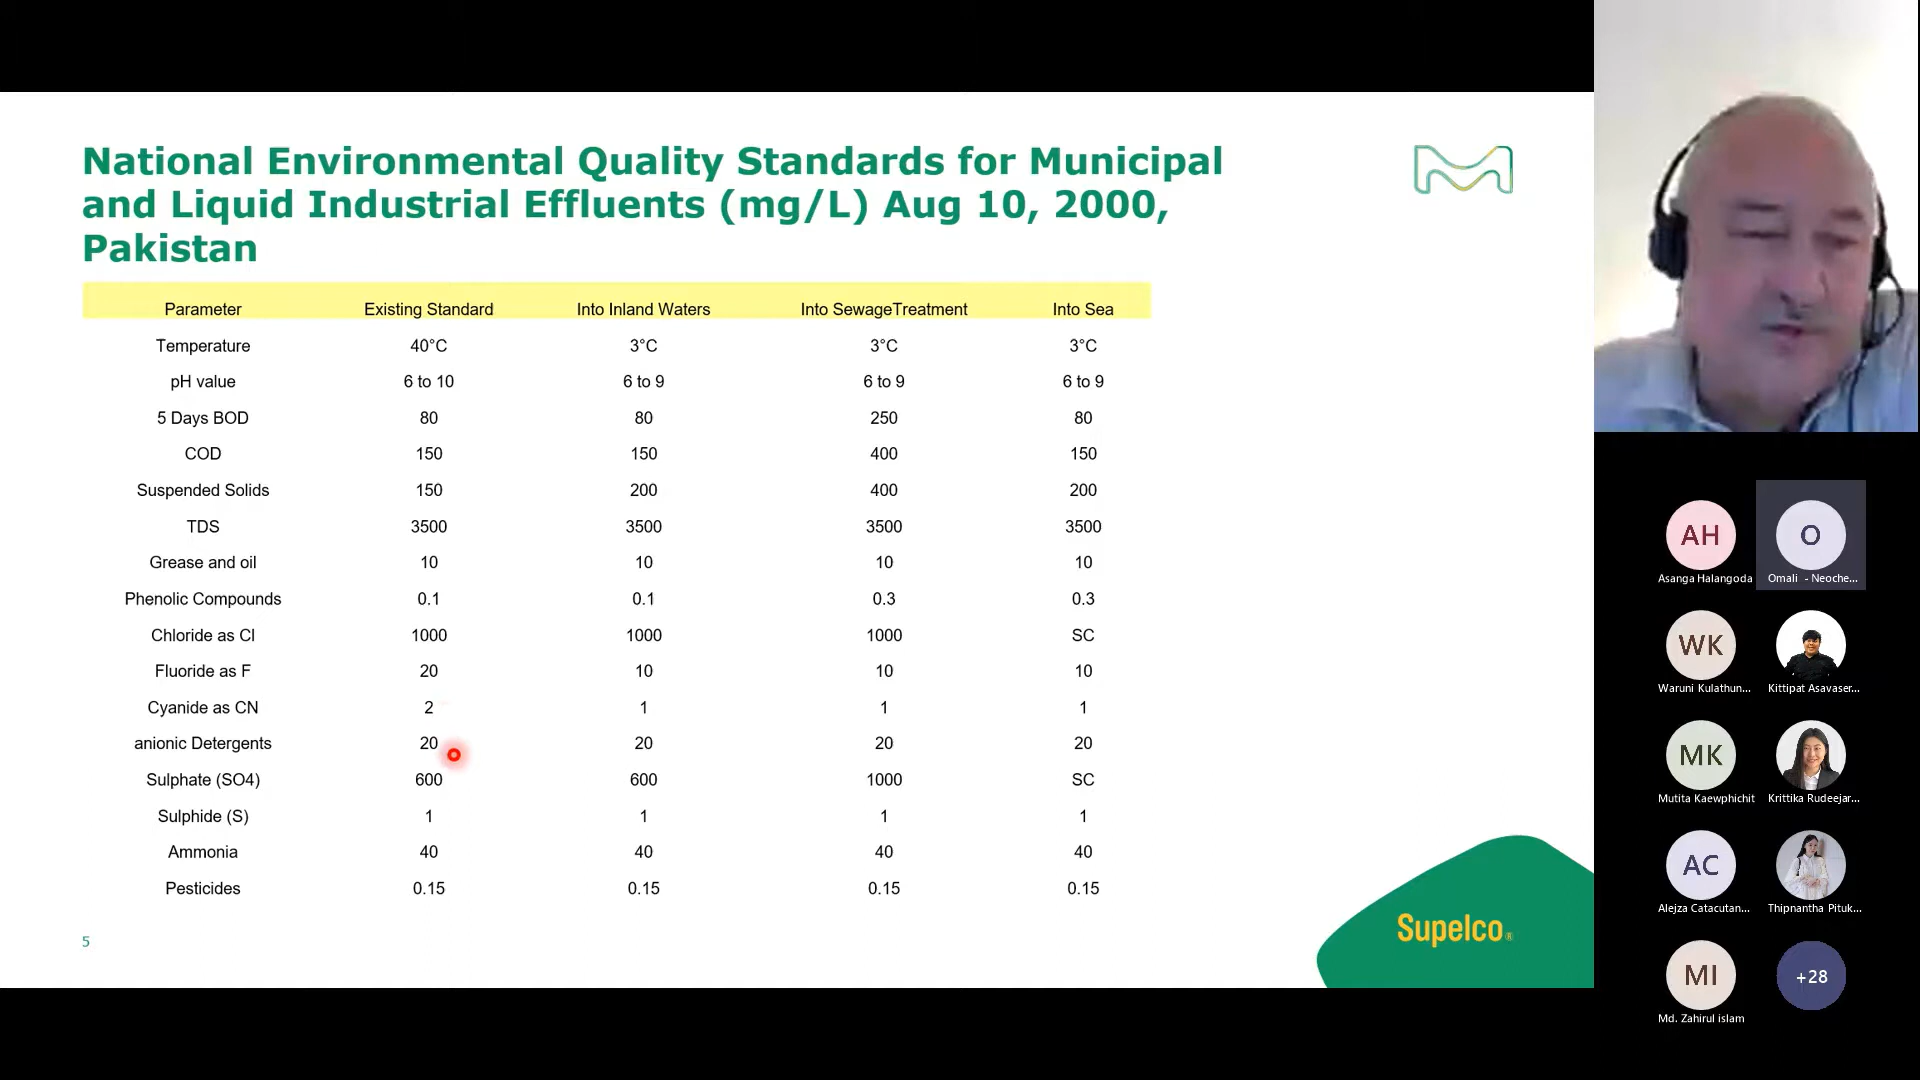 National Environmental Quality Standards for Municipal
and Liquid Industrial Effluents (mg/L) Aug 10, 2000,
Pakistan
Parameter Existing Standard Into Inland Waters Into SewageTreatment Into Sea
Temperature 40°C 3°C 3°C 3°C
pH value 6 to 10 6 to 9 6 to 9 6 to 9
5 Days BOD 80 80 250 80
COD 150 150 400 150
Suspended Solids 150 200 400 200
TDS 3500 3500 3500 3500
Grease and oil 10 10 10 10
Phenolic Compounds 0.1 0.1 0.3 0.3
Chloride as Cl 1000 1000 1000 SC
Fluoride as F 20 10 10 10
Cyanide as CN 2 1 1 1
anionic Detergents 20 20 20 20
Sulphate (SO4) 600 600 1000 SC
Sulphide (S) 1 1 1 1
Ammonia 40 40 40 40
Pesticides 0.15 0.15 0.15 0.15
5
Supelco®
AH O
Asanga Halangoda Omali - Neoche...
WK
Waruni Kulathun... Kittipat Asavaser...
MK
Mutita Kaewphichit Krittika Rudeejar...
AC
Alejza Catacutan... Thipnantha Pituk...
MI +28
Md. Zahirul islam